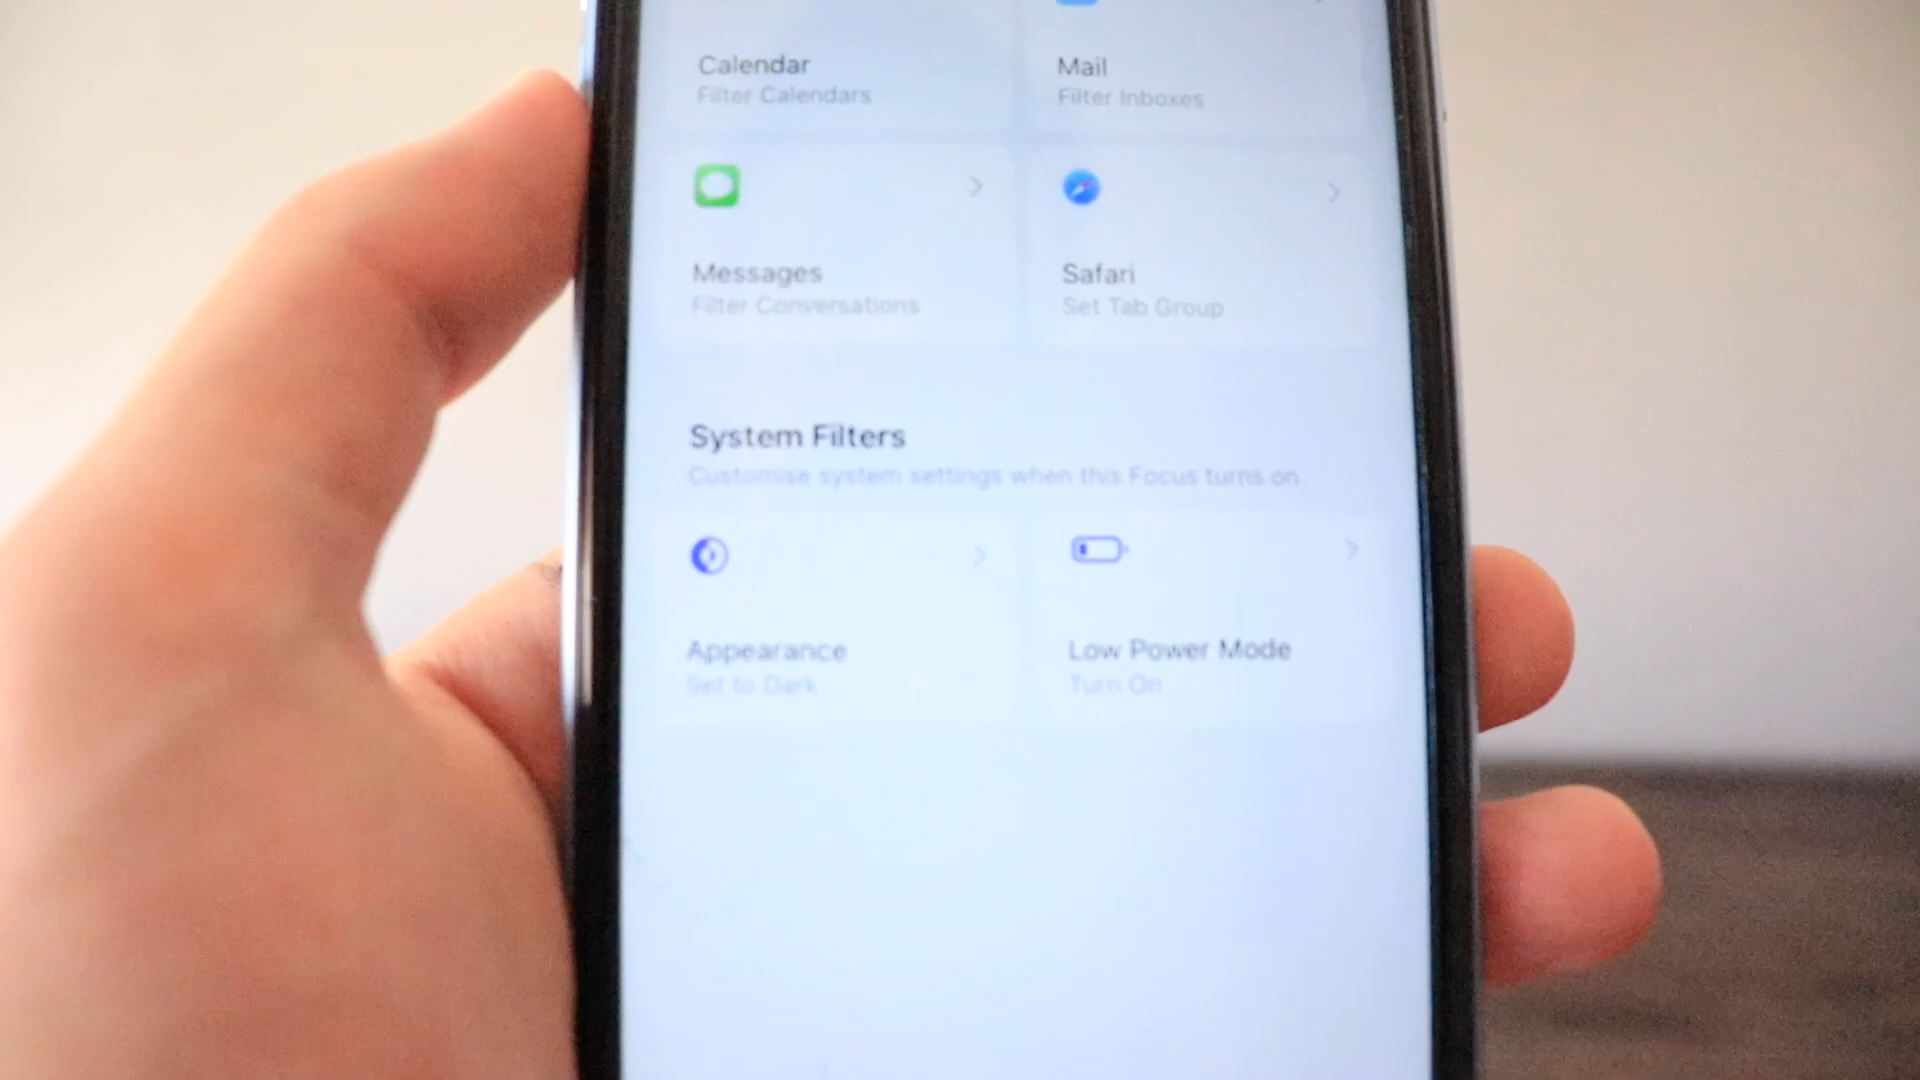 Calendar
Filter Calendars
Mail
Filter Inboxes
Messages
Filter Conversations
Safari
Set Tab Group
System Filters
Customise system settings when this Focus turns on.
Appearance
Set to Dark
Low Power Mode
Turn On